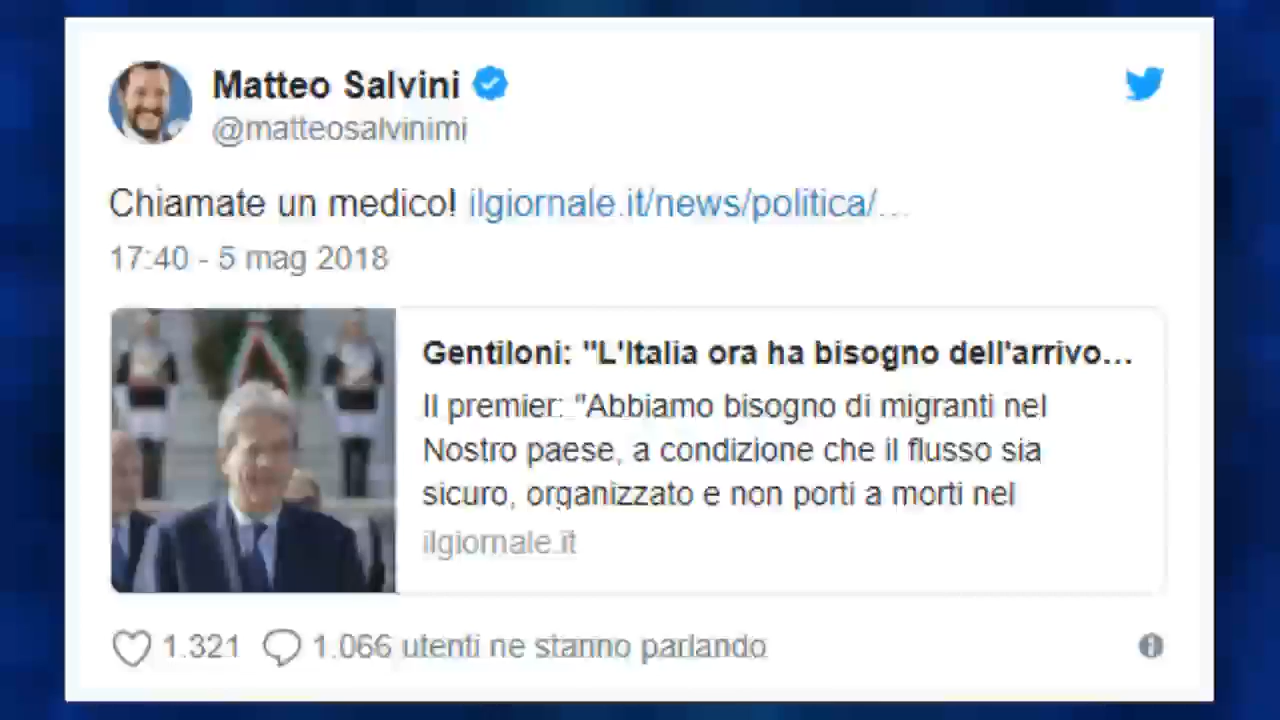 Matteo Salvini
@matteosalvinimi
Chiamate un medico! ilgiornale.it/news/politica/...
17:40 - 5 mag 2018
Gentiloni: "L'Italia ora ha bisogno dell'arrivo...
Il premier: "Abbiamo bisogno di migranti nel
Nostro paese, a condizione che il flusso sia
sicuro, organizzato e non porti a morti nel
ilgiornale.it
1.321 1.066 utenti ne stanno parlando